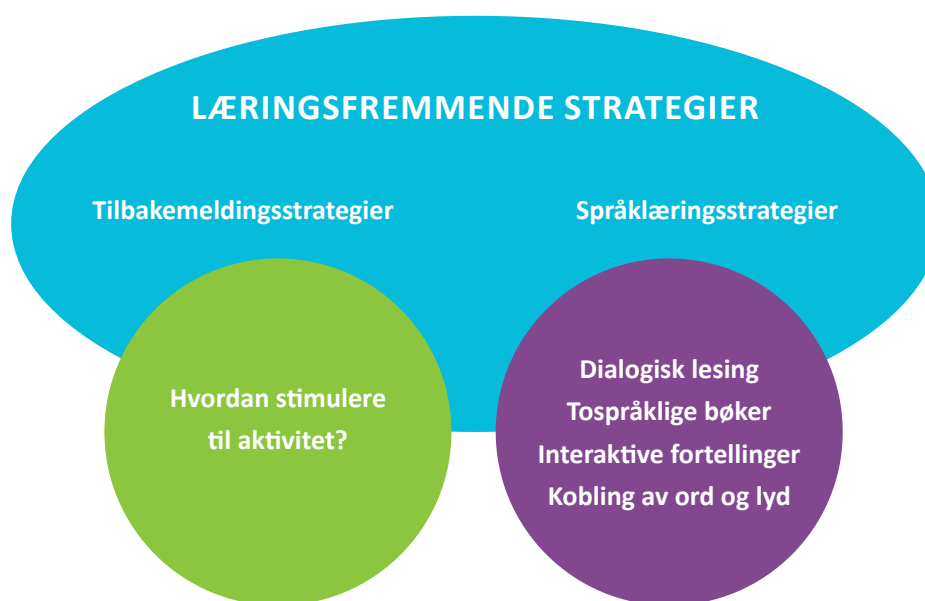 LÆRINGSFREMMENDE STRATEGIER
Tilbakemeldingsstrategier
Språklæringsstrategier
Hvordan stimulere
til aktivitet?
Dialogisk lesing
Tospråklige bøker
Interaktive fortellinger
Kobling av ord og lyd